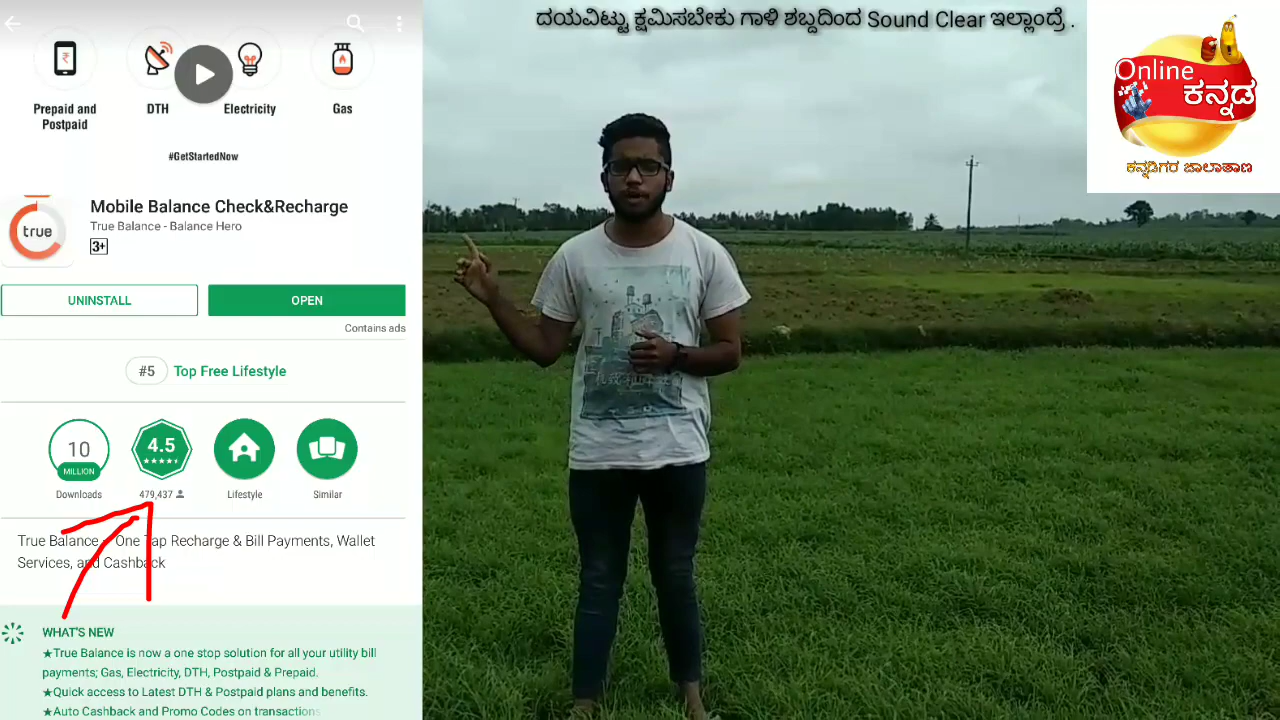 ದಯವಿಟ್ಟು ಕ್ಷಮಿಸಬೇಕು ಗಾಳಿ ಶಬ್ದದಿಂದ Sound Clear ಇಲ್ಲಾಂದ್ರೆ .
Online
ಕನ್ನಡ
ಕನ್ನಡಿಗರ ಜಾಲಾತಾಣ
Prepaid and
Postpaid
DTH
Electricity
Gas
#GetStartedNow
true
Mobile Balance Check&Recharge
True Balance - Balance Hero
3+
UNINSTALL
OPEN
Contains ads
#5 Top Free Lifestyle
10
MILLION
Downloads
4.5
479,437
Lifestyle
Similar
True Balance - One Tap Recharge & Bill Payments, Wallet
Services, and Cashback
WHAT'S NEW
★True Balance is now a one stop solution for all your utility bill
payments; Gas, Electricity, DTH, Postpaid & Prepaid.
★Quick access to Latest DTH & Postpaid plans and benefits.
★Auto Cashback and Promo Codes on transactions